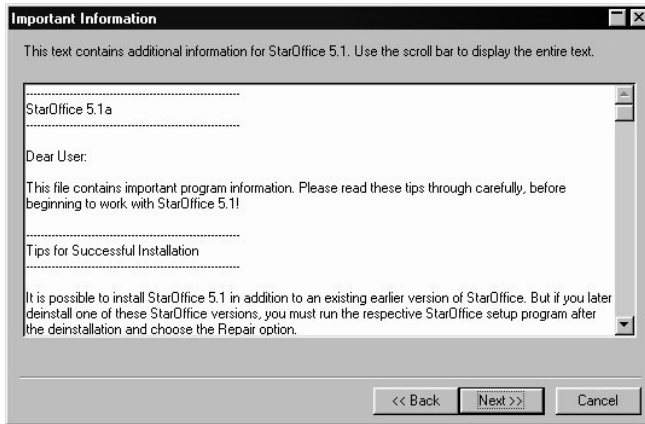 Important Information
This text contains additional information for StarOffice 5.1. Use the scroll bar to display the entire text.
------------------------------------------------------------
StarOffice 5.1a
------------------------------------------------------------
Dear User:
This file contains important program information. Please read these tips through carefully, before
beginning to work with StarOffice 5.1!
------------------------------------------------------------
Tips for Successful Installation
------------------------------------------------------------
It is possible to install StarOffice 5.1 in addition to an existing earlier version of StarOffice. But if you later
deinstall one of these StarOffice versions, you must run the respective StarOffice setup program after
the deinstallation and choose the Repair option.
<< Back
Next >>
Cancel